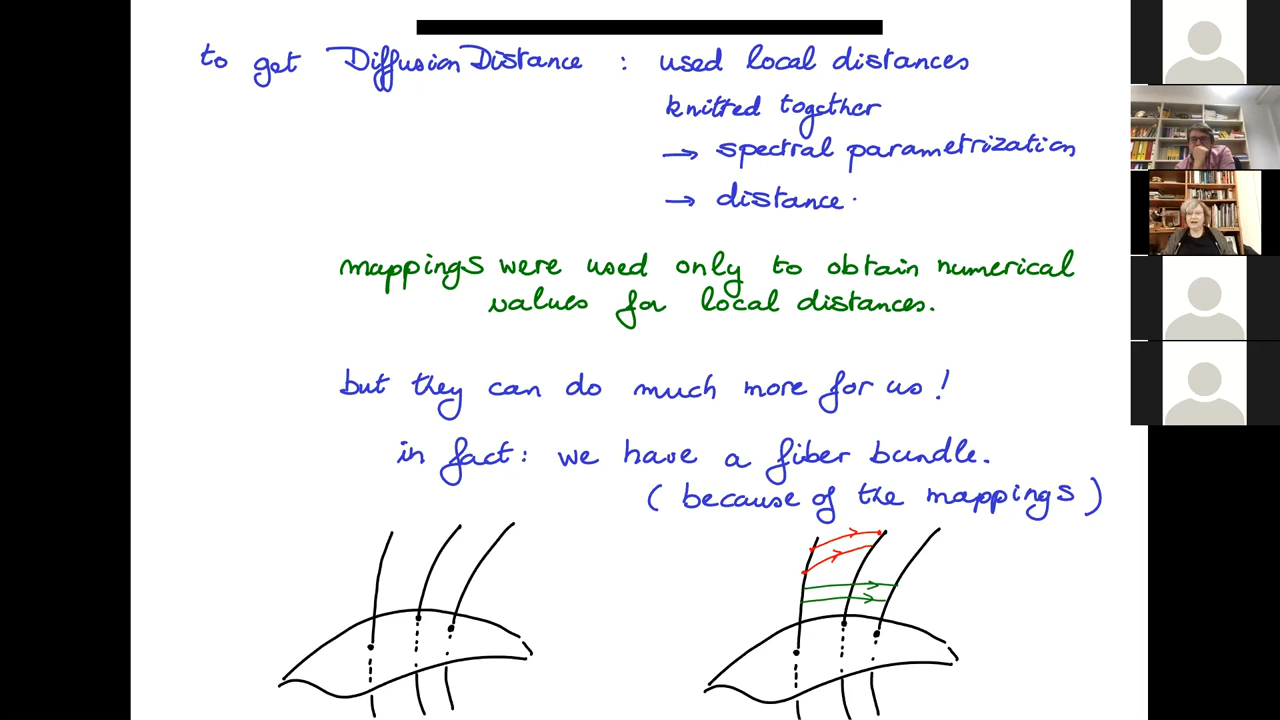 to get Diffusion Distance : used local distances
knitted together
→ spectral parametrization
→ distance.
mappings were used only to obtain numerical
values for local distances.
but they can do much more for us!
in fact: we have a fiber bundle.
(because of the mappings)